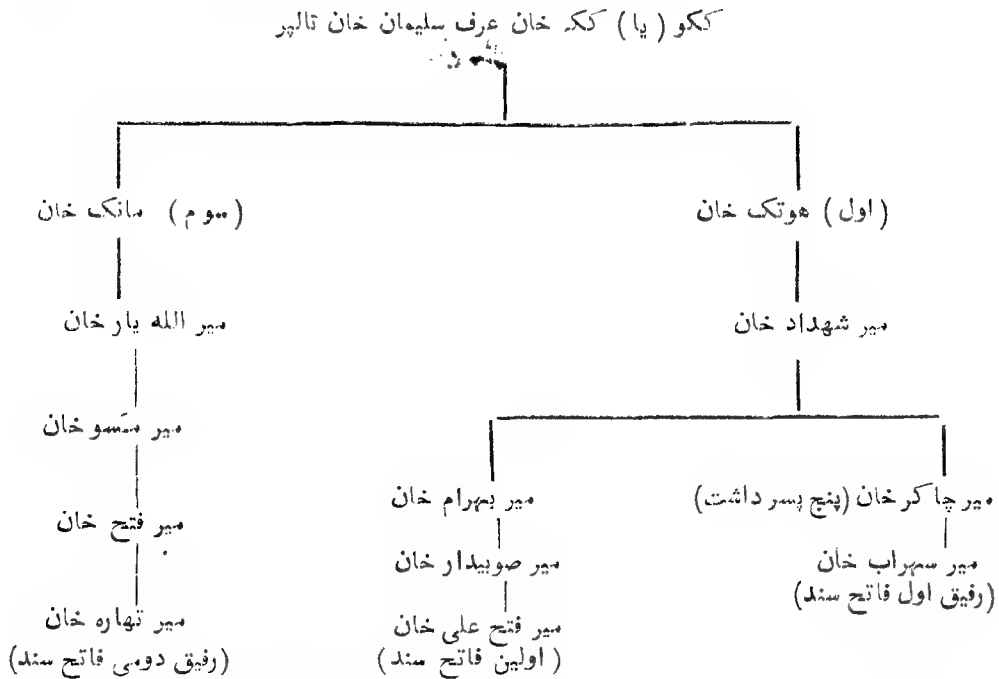 ککو ( یا ) ککہ خان عرف سلیمان خان تالپر
( اول ) هوتک خان
( سوم ) مانک خان
میر شهداد خان
میر الله یار خان
میر چاکر خان (پنچ پسر داشت)
میر بهرام خان
میر خان
میر سهراب خان
(رفیق اول فاتح سند)
میر صوبیدار خان
میر فتح خان
میر فتح علی خان
( اولین فاتح سند )
میر تهاره خان
(رفیق دومی فاتح سند)